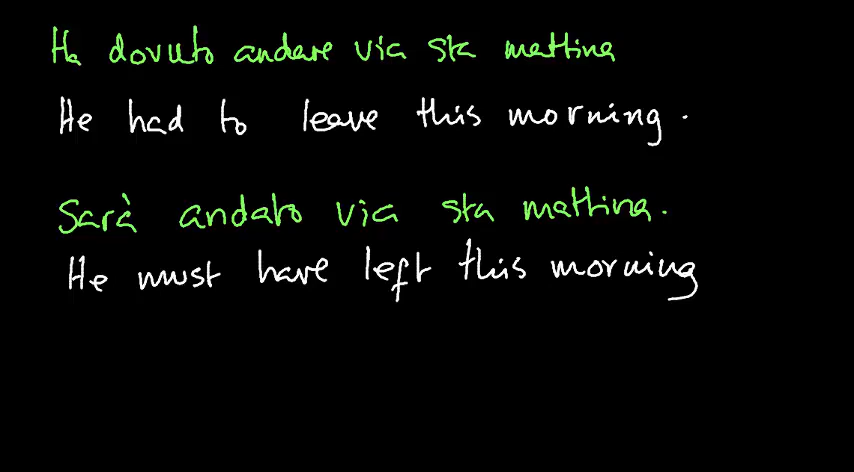 Ha dovuto andare via sta mattina
He had to leave this morning.
Sarà andato via sta mattina.
He must have left this morning